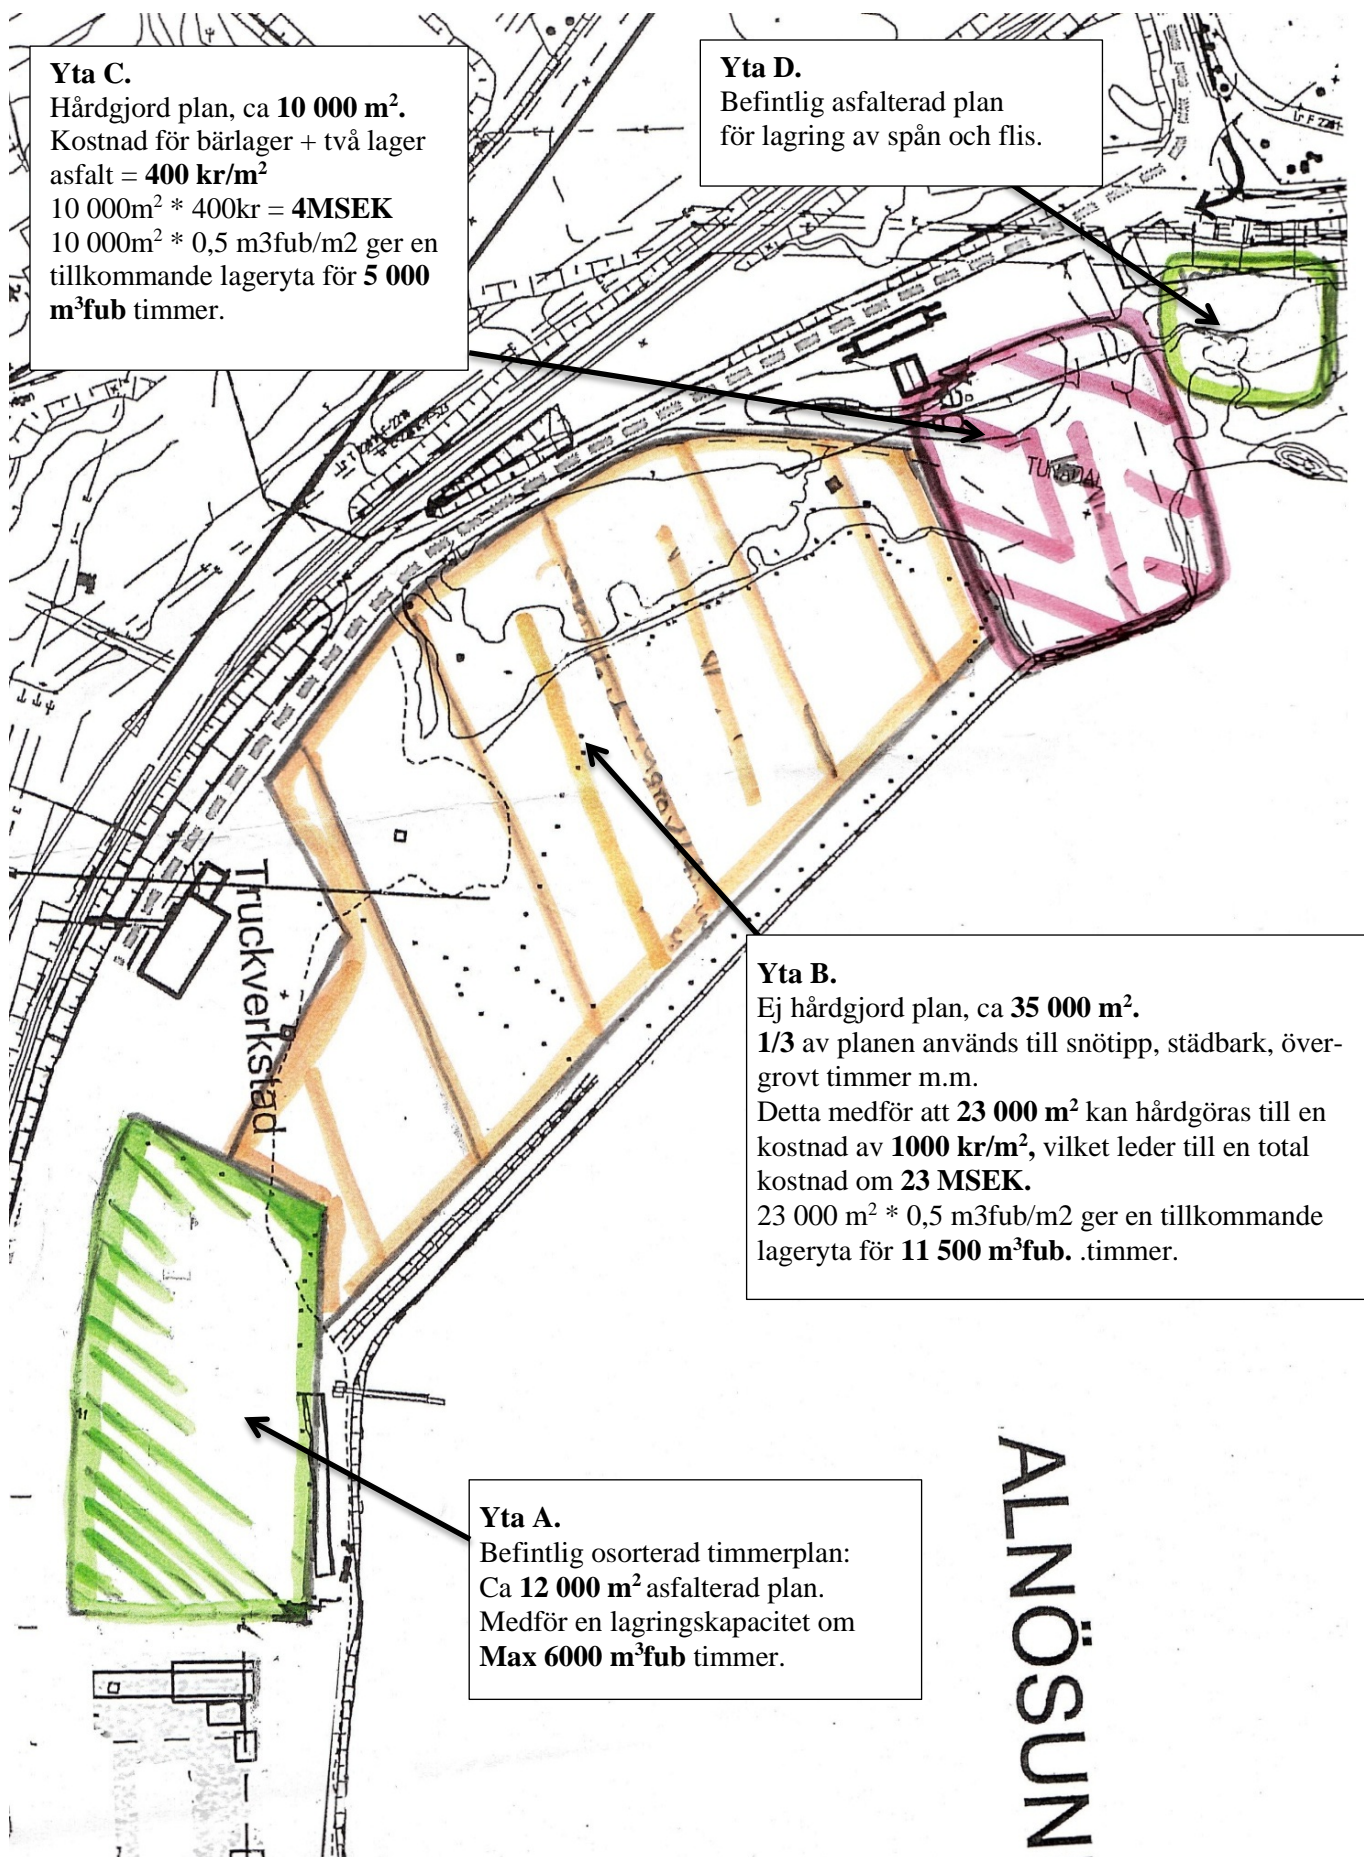 Yta C.
Hårdgjord plan, ca 10 000 m².
Kostnad för bärlager + två lager
asfalt = 400 kr/m²
10 000m² * 400kr = 4MSEK
10 000m² * 0,5 m3fub/m2 ger en
tillkommande lageryta för 5 000
m³fub timmer.
Yta D.
Befintlig asfalterad plan
för lagring av spån och flis.
TUNADAL
Truckverkstad
Yta B.
Ej hårdgjord plan, ca 35 000 m².
1/3 av planen används till snötipp, städbark, över-
grovt timmer m.m.
Detta medför att 23 000 m² kan hårdgöras till en
kostnad av 1000 kr/m², vilket leder till en total
kostnad om 23 MSEK.
23 000 m² * 0,5 m3fub/m2 ger en tillkommande
lageryta för 11 500 m³fub. .timmer.
Yta A.
Befintlig osorterad timmerplan:
Ca 12 000 m² asfalterad plan.
Medför en lagringskapacitet om
Max 6000 m³fub timmer.
ALNÖSUN